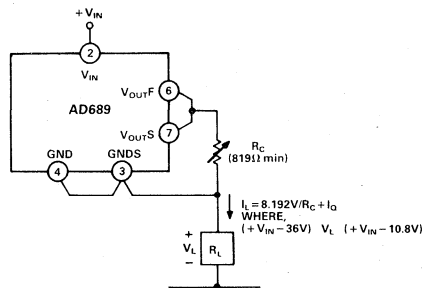 + VIN
2
VIN
6
VOUTF
AD689
VOUTS
7
RC
(819Ω min)
GND
GNDS
4
3
IL = 8.192V/RC + IQ
WHERE,
(+ VIN − 36V) VL (+ VIN − 10.8V)
+
VL
−
RL